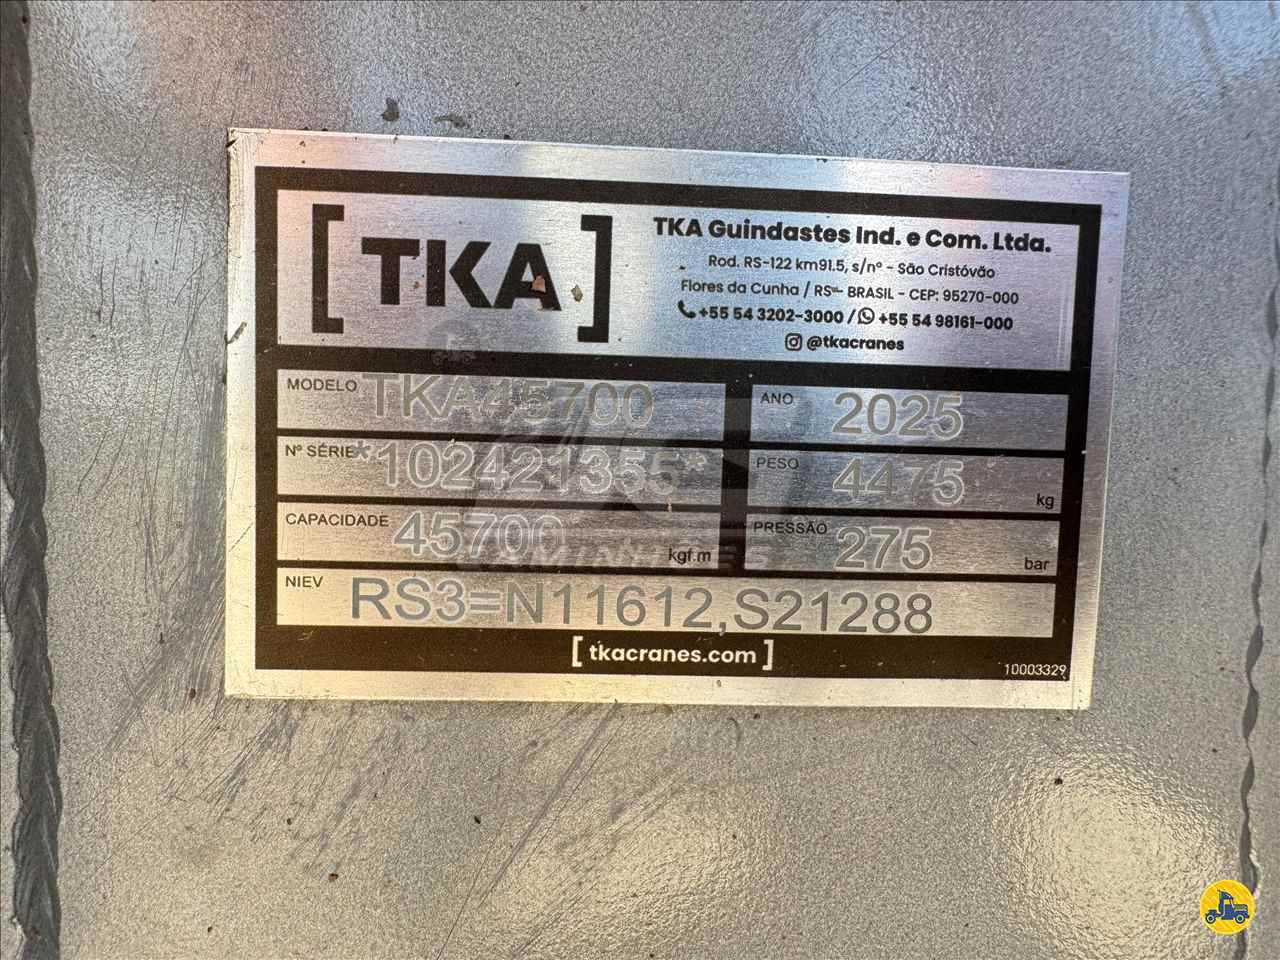 [TKA]
TKA Guindastes Ind. e Com. Ltda.
Rod. RS-122 km91.5, s/nº - São Cristóvão
Flores da Cunha / RS - BRASIL - CEP: 95270-000
+55 54 3202-3000 / +55 54 98161-000
@tkacranes
MODELO TKA45700
ANO 2025
Nº SÉRIE *102421355*
PESO 4475 kg
CAPACIDADE 45700 kgf.m
PRESSÃO 275 bar
NIEV RS3=N11612,S21288
[ tkacranes.com ]
10003329